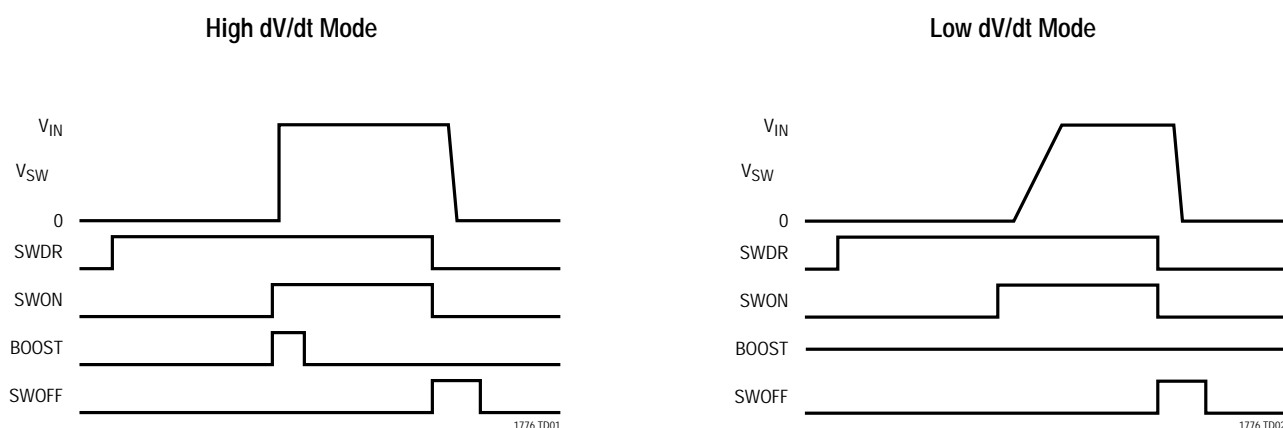 High dV/dt Mode
VIN
VSW
0
SWDR
SWON
BOOST
SWOFF
1776 TD01
Low dV/dt Mode
VIN
VSW
0
SWDR
SWON
BOOST
SWOFF
1776 TD02